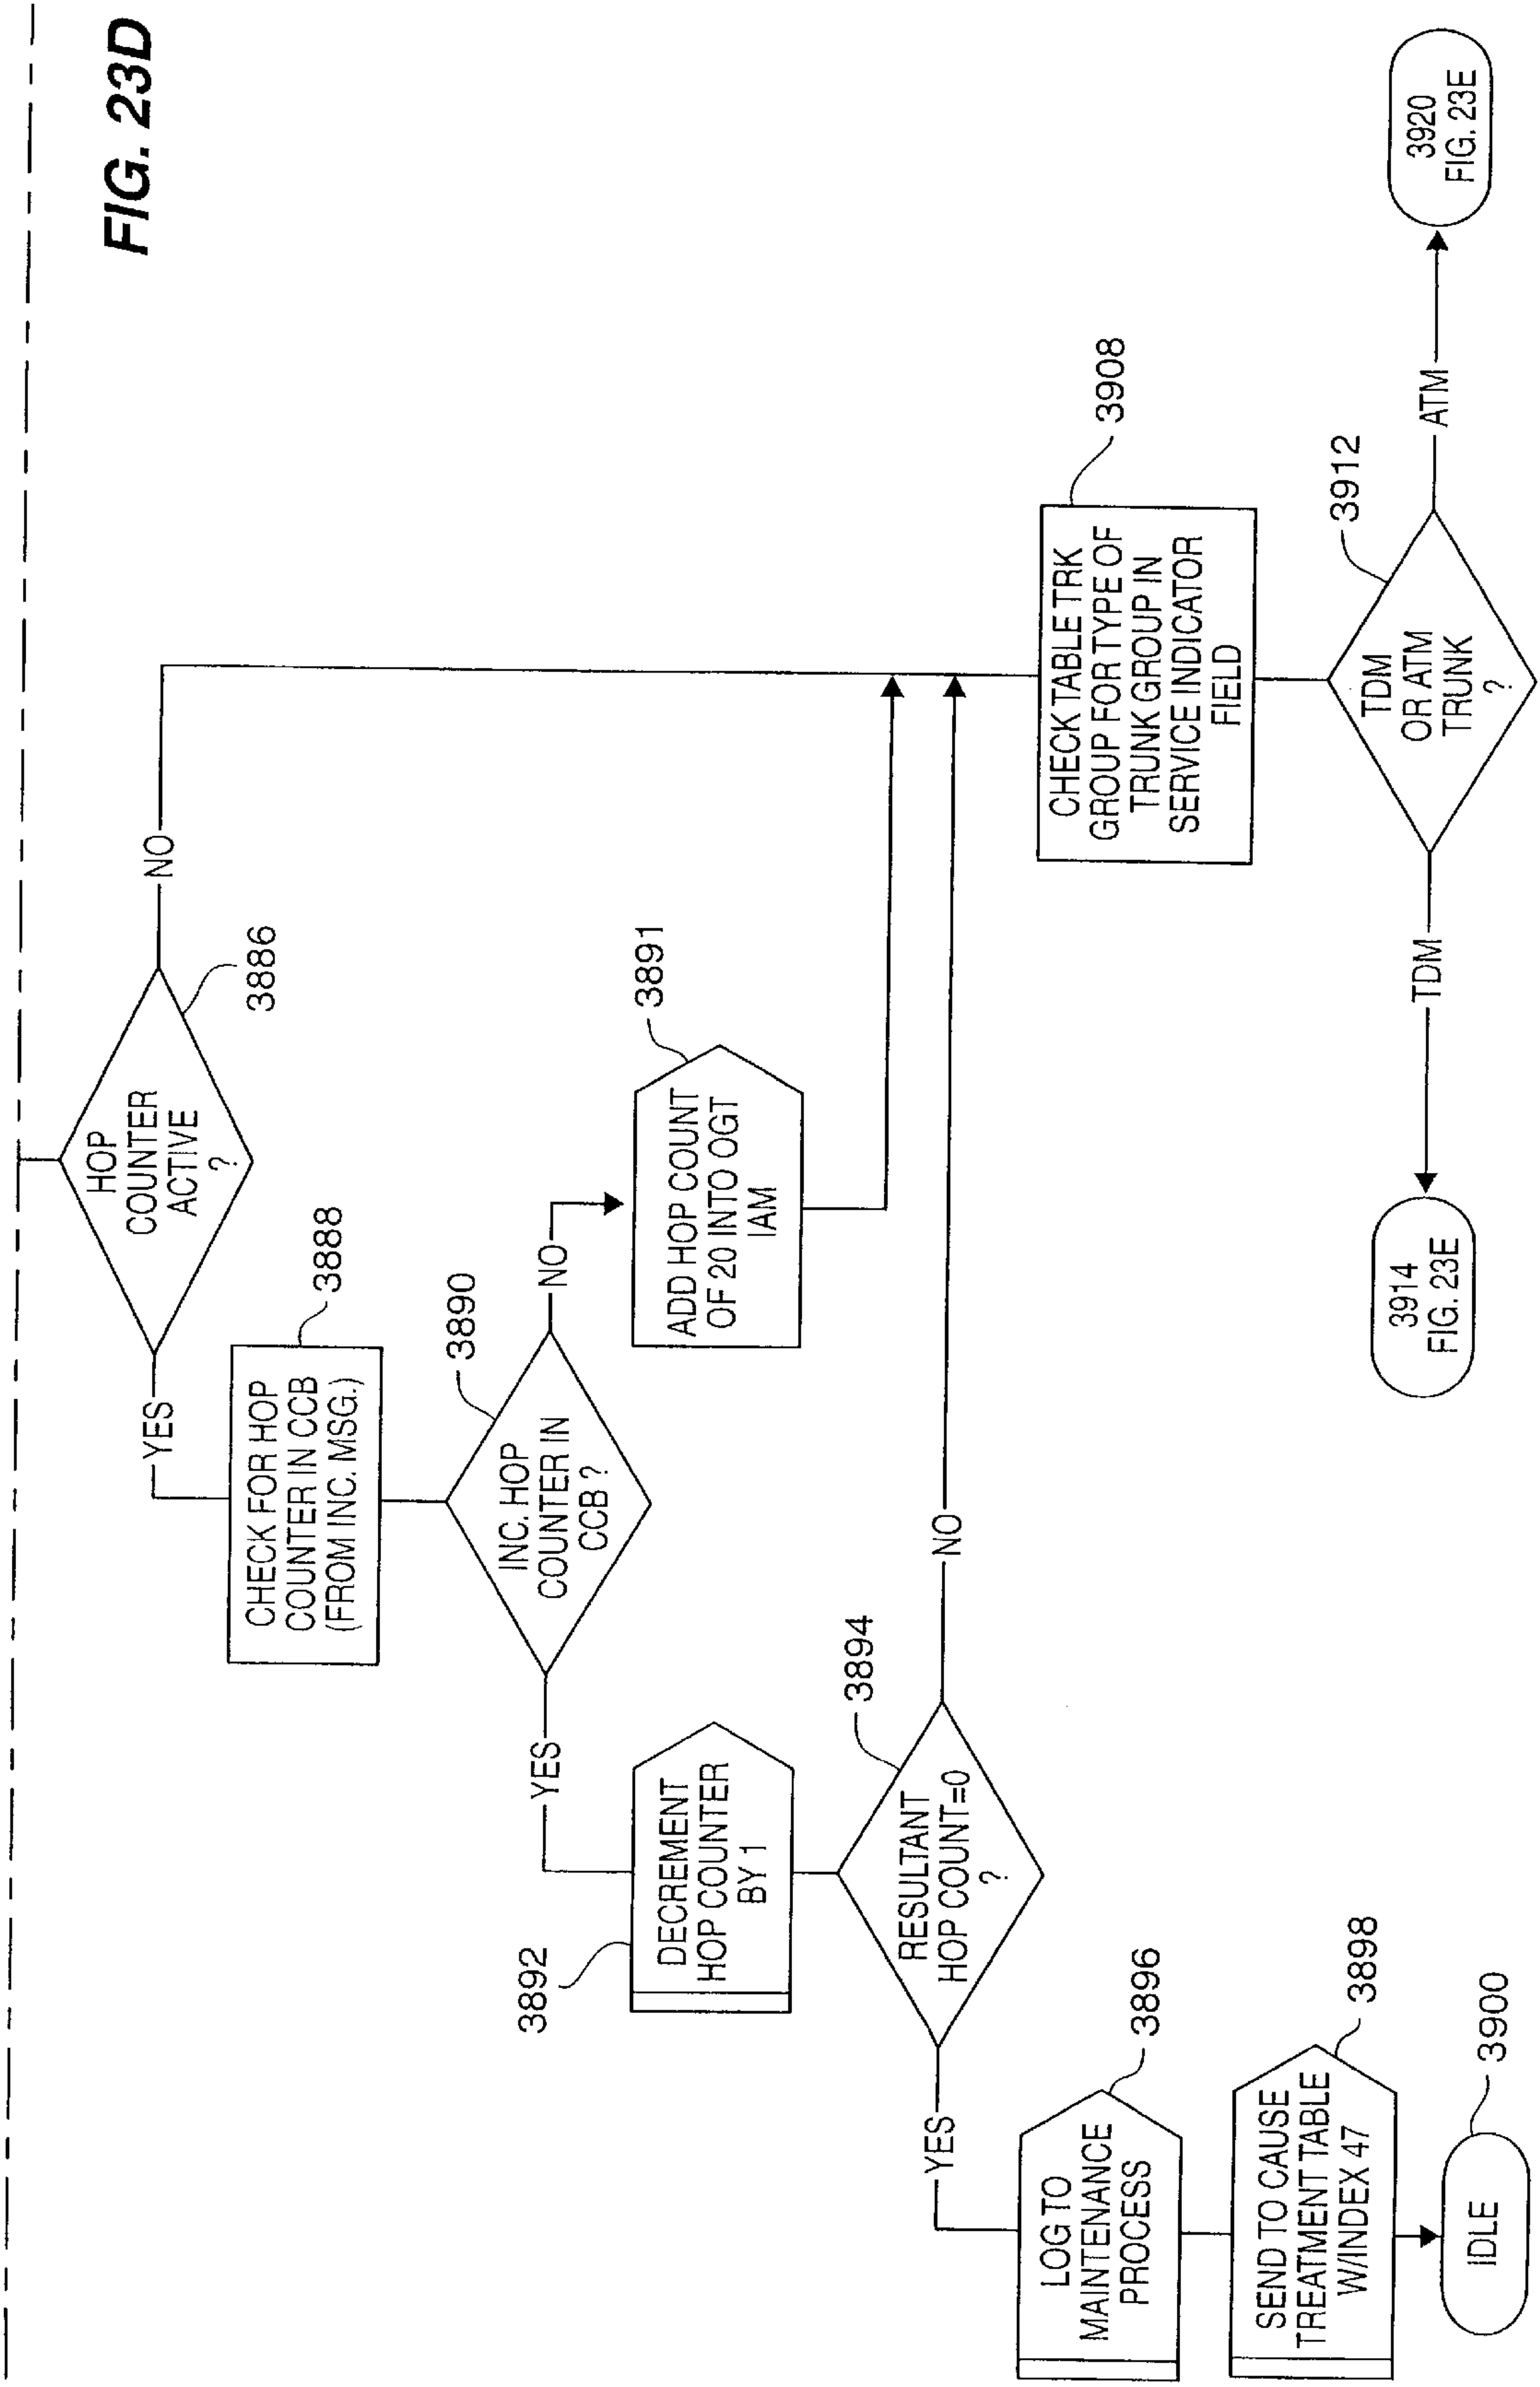 FIG. 23D
HOP
COUNTER
ACTIVE
?
3886
YES
NO
CHECK FOR HOP
COUNTER IN CCB
(FROM INC. MSG.)
3888
INC. HOP
COUNTER IN
CCB ?
3890
YES
NO
3892
DECREMENT
HOP COUNTER
BY 1
ADD HOP COUNT
OF 20 INTO OGT
IAM
3891
RESULTANT
HOP COUNT=0
?
3894
YES
NO
LOG TO
MAINTENANCE
PROCESS
3896
SEND TO CAUSE
TREATMENT TABLE
W/INDEX 47
3898
IDLE
3900
CHECK TABLE TRK
GROUP FOR TYPE OF
TRUNK GROUP IN
SERVICE INDICATOR
FIELD
3908
TDM
OR ATM
TRUNK
?
3912
TDM
ATM
3914
FIG. 23E
3920
FIG. 23E